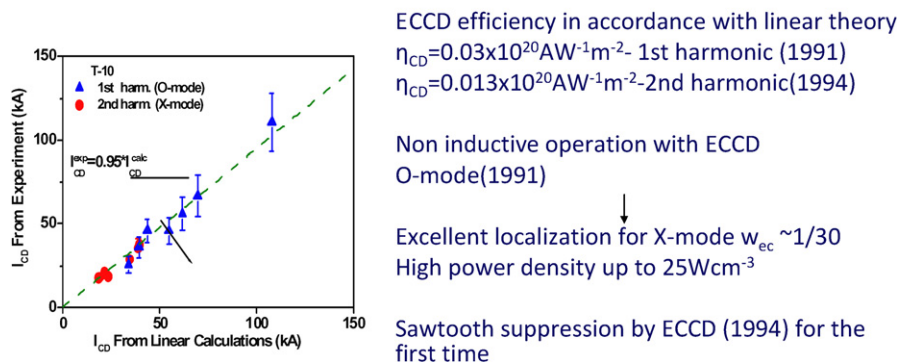 150
100
50
0
I_CD From Experiment (kA)
T-10
1st harm. (O-mode)
2nd harm. (X-mode)
I^exp_CD=0.95*I^calc_CD
0 50 100 150
I_CD From Linear Calculations (kA)
ECCD efficiency in accordance with linear theory
η_CD=0.03x10^20AW^-1m^-2- 1st harmonic (1991)
η_CD=0.013x10^20AW^-1m^-2-2nd harmonic(1994)
Non inductive operation with ECCD
O-mode(1991)
Excellent localization for X-mode w_ec ~1/30
High power density up to 25Wcm^-3
Sawtooth suppression by ECCD (1994) for the
first time